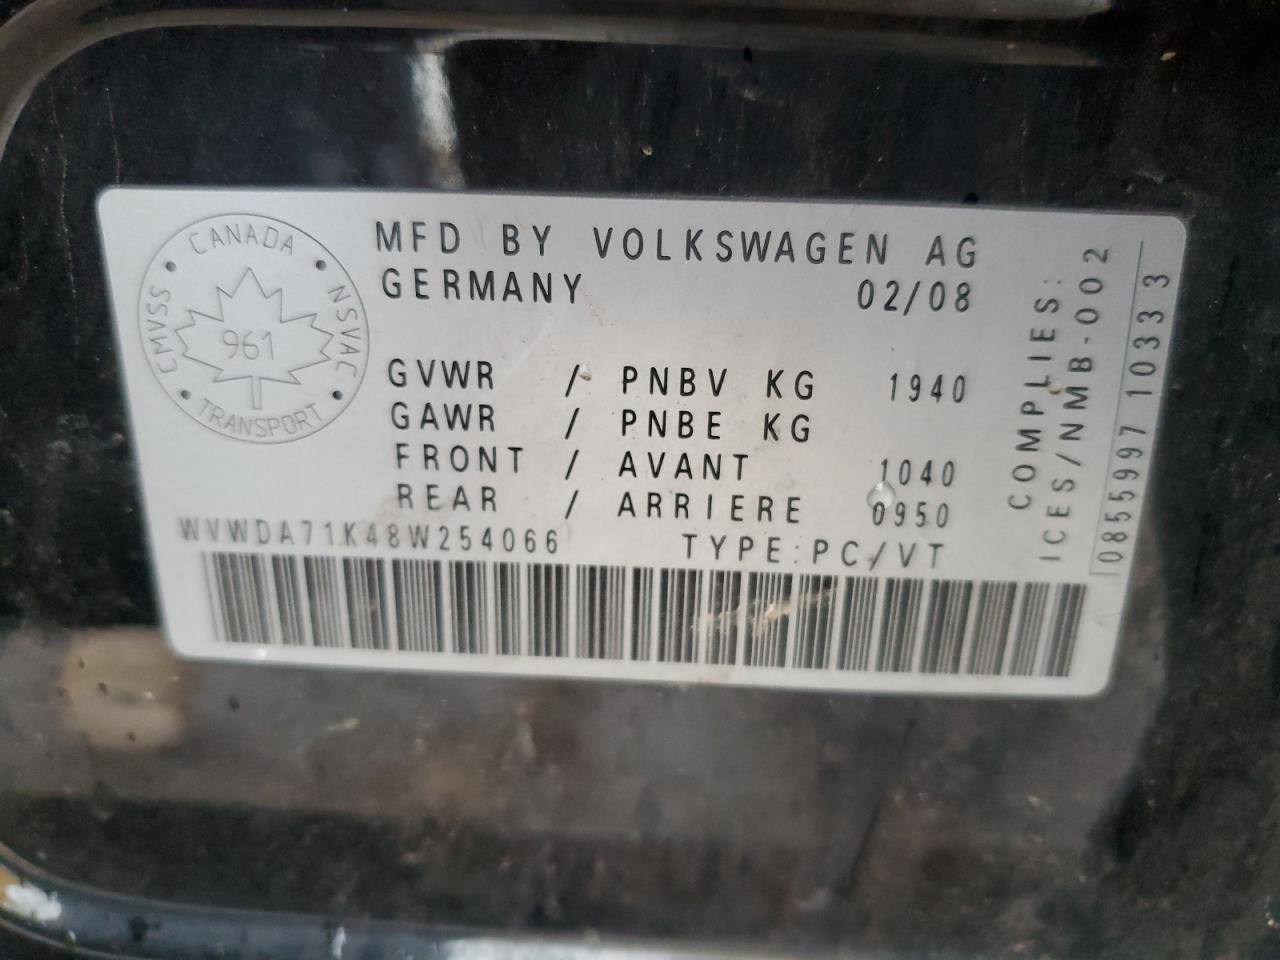 CANADA
CMVSS
961
NSVAC
TRANSPORT
MFD BY VOLKSWAGEN AG
GERMANY 02/08
GVWR / PNBV KG 1940
GAWR / PNBE KG
FRONT / AVANT 1040
REAR / ARRIERE 0950
WVWDA71K48W254066 TYPE:PC/VT
COMPLIES:
ICES/NMB-002
0855997 10333